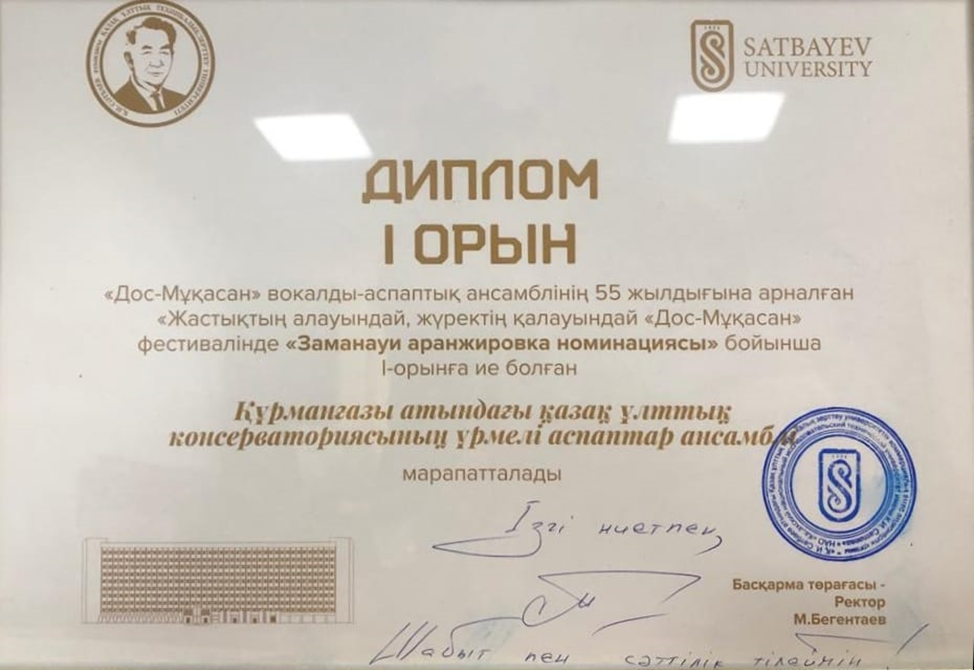 SATBAYEV
UNIVERSITY
ДИПЛОМ
І ОРЫН
«Дос-Мұқасан» вокалды-аспаптық ансамблінің 55 жылдығына арналған
«Жастықтың алауындай, жүректің қалауындай «Дос-Мұқасан»
фестивалінде «Заманауи аранжировка номинациясы» бойынша
І-орынға ие болған
Құрманғазы атындағы қазақ ұлттық
консерваториясының үрмелі аспаптар ансамблі
марапатталады
Ізгі ниетпен,
Басқарма төрағасы -
Ректор
М.Бегентаев
Шабыт пен сәттілік тілеймін!